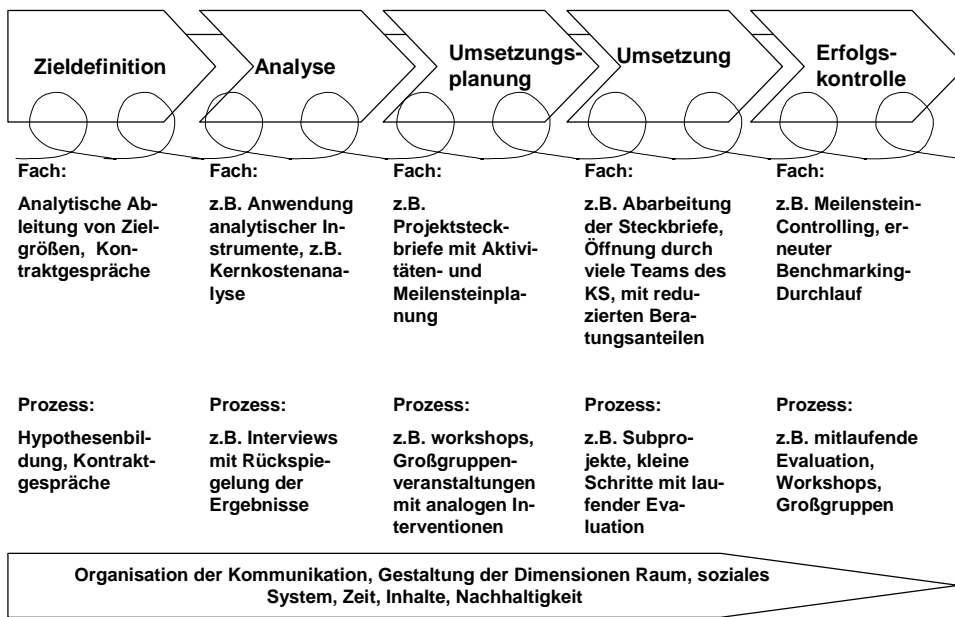 Zieldefinition
Analyse
Umsetzungs-
planung
Umsetzung
Erfolgs-
kontrolle
Fach:
Analytische Ab-
leitung von Ziel-
größen, Kon-
traktgespräche
Fach:
z.B. Anwendung
analytischer In-
strumente, z.B.
Kernkostenana-
lyse
Fach:
z.B.
Projektsteck-
briefe mit Aktivi-
täten- und
Meilensteinpla-
nung
Fach:
z.B. Abarbeitung
der Steckbriefe,
Öffnung durch
viele Teams des
KS, mit redu-
zierten Bera-
tungsanteilen
Fach:
z.B. Meilenstein-
Controlling, er-
neuter
Benchmarking-
Durchlauf
Prozess:
Hypothesenbil-
dung, Kontrakt-
gespräche
Prozess:
z.B. Interviews
mit Rückspie-
gelung der
Ergebnisse
Prozess:
z.B. workshops,
Großgruppen-
veranstaltungen
mit analogen In-
terventionen
Prozess:
z.B. Subpro-
jekte, kleine
Schritte mit lau-
fender Eva-
luation
Prozess:
z.B. mitlaufende
Evaluation,
Workshops,
Großgruppen
Organisation der Kommunikation, Gestaltung der Dimensionen Raum, soziales
System, Zeit, Inhalte, Nachhaltigkeit